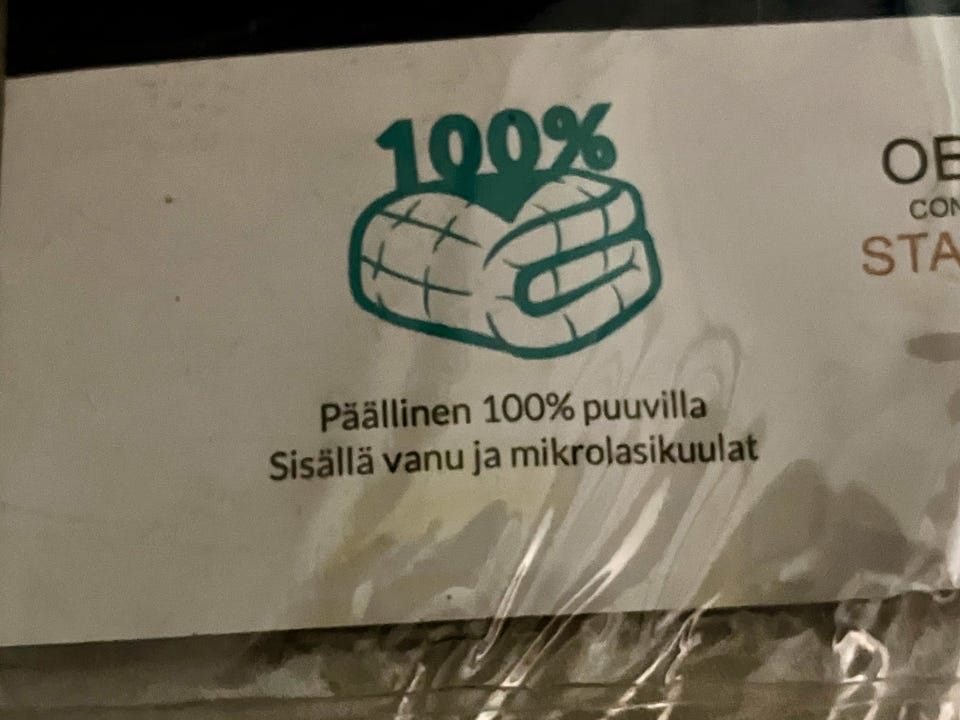 100%
Päällinen 100% puuvilla
Sisällä vanu ja mikrolasikuulat